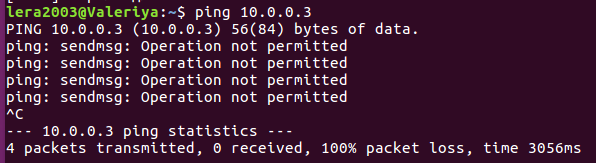 lera2003@Valeriya:~$ ping 10.0.0.3
PING 10.0.0.3 (10.0.0.3) 56(84) bytes of data.
ping: sendmsg: Operation not permitted
ping: sendmsg: Operation not permitted
ping: sendmsg: Operation not permitted
ping: sendmsg: Operation not permitted
^C
--- 10.0.0.3 ping statistics ---
4 packets transmitted, 0 received, 100% packet loss, time 3056ms